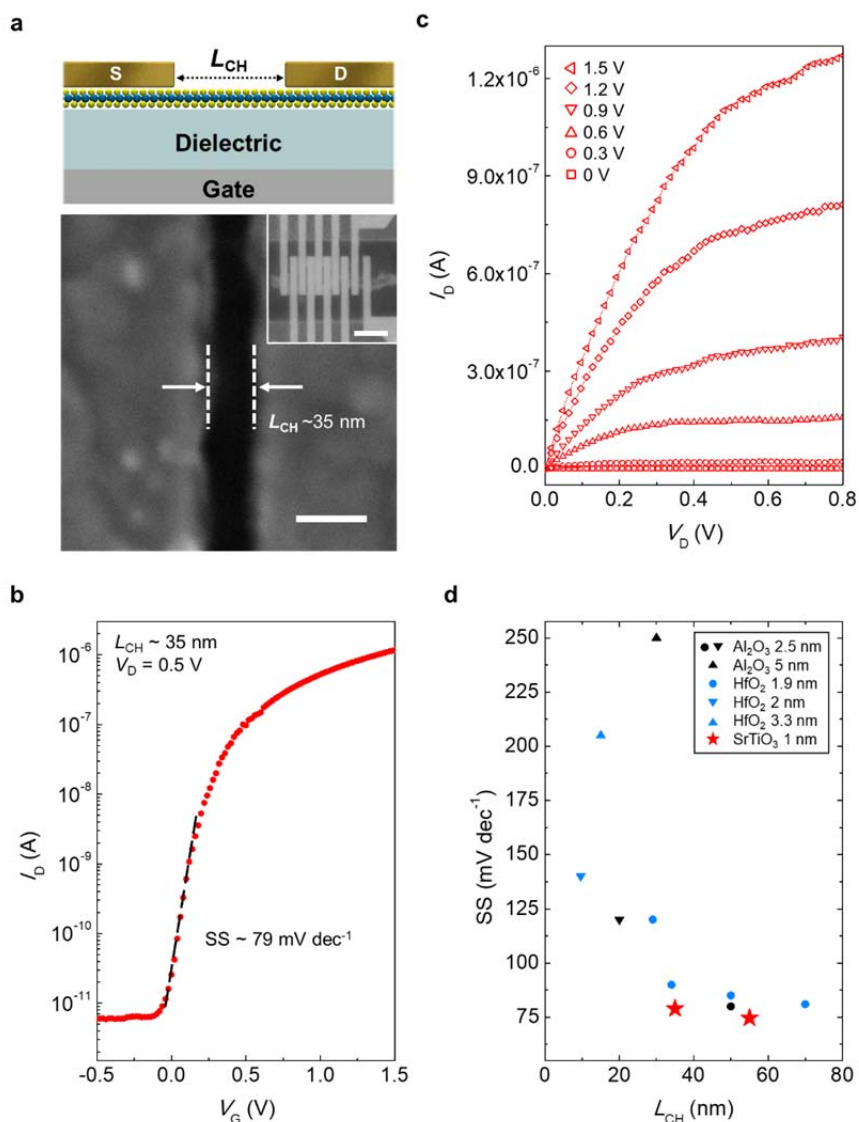 a
S
L_CH
D
Dielectric
Gate
L_CH ~35 nm
b
L_CH ~ 35 nm
V_D = 0.5 V
10⁻⁶
10⁻⁷
10⁻⁸
10⁻⁹
10⁻¹⁰
10⁻¹¹
I_D (A)
SS ~ 79 mV dec⁻¹
-0.5
0.0
0.5
1.0
1.5
V_G (V)
c
1.5 V
1.2 V
0.9 V
0.6 V
0.3 V
0 V
1.2x10⁻⁶
9.0x10⁻⁷
6.0x10⁻⁷
3.0x10⁻⁷
0.0
I_D (A)
0.0
0.2
0.4
0.6
0.8
V_D (V)
d
Al₂O₃ 2.5 nm
Al₂O₃ 5 nm
HfO₂ 1.9 nm
HfO₂ 2 nm
HfO₂ 3.3 nm
SrTiO₃ 1 nm
250
225
200
175
150
125
100
75
SS (mV dec⁻¹)
0
20
40
60
80
L_CH (nm)